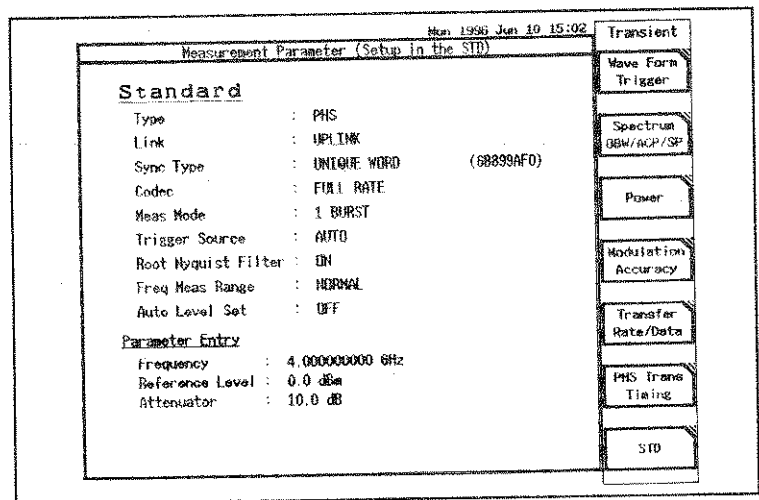 Mon 1996 Jun 10 15:02
Measurement Parameter (Setup in the STD)
Standard
Type : PHS
Link : UPLINK
Sync Type : UNIQUE WORD (6B899AF0)
Codec : FULL RATE
Meas Mode : 1 BURST
Trigger Source : AUTO
Root Nyquist Filter : ON
Freq Meas Range : NORMAL
Auto Level Set : OFF
Parameter Entry
Frequency : 4.000000000 GHz
Reference Level : 0.0 dBm
Attenuator : 10.0 dB
Transient
Wave Form
Trigger
Spectrum
OBW/ACP/SP
Power
Modulation
Accuracy
Transfer
Rate/Data
PHS Trans
Timing
STD